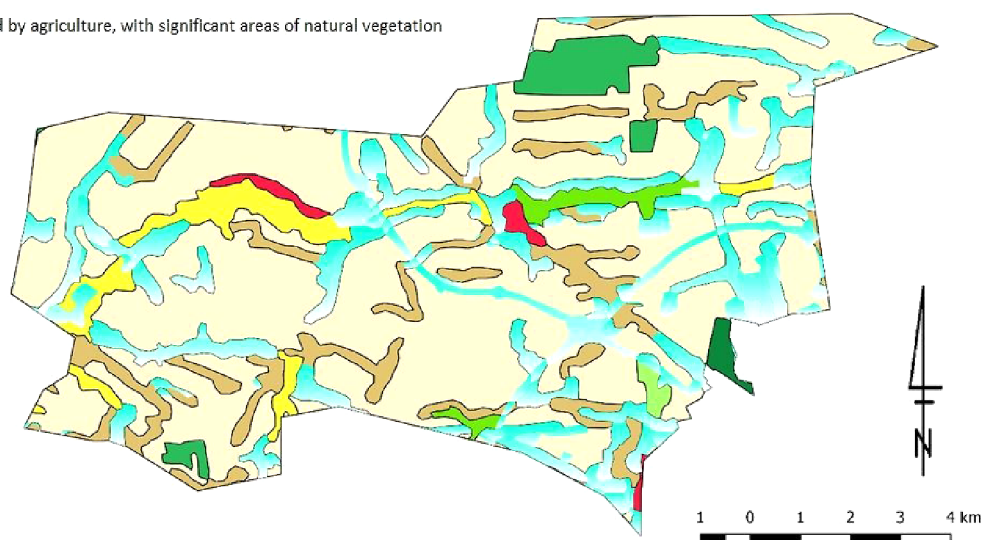 d by agriculture, with significant areas of natural vegetation
N
1 0 1 2 3 4 km